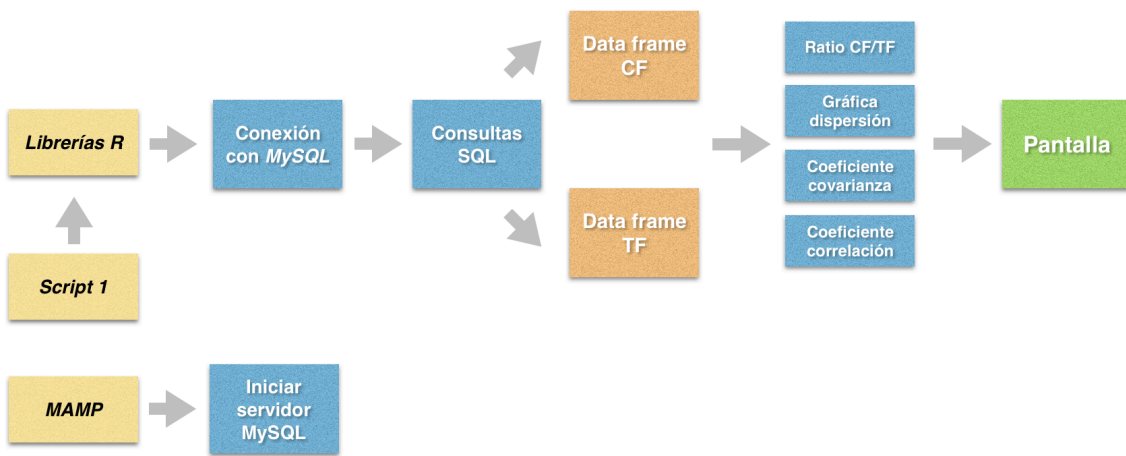 Librerías R
Conexión
con MySQL
Consultas
SQL
Data frame
CF
Data frame
TF
Ratio CF/TF
Gráfica
dispersión
Coeficiente
covarianza
Coeficiente
correlación
Pantalla
Script 1
MAMP
Iniciar
servidor
MySQL